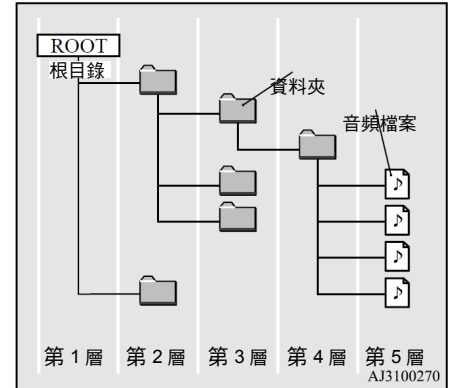 ROOT
根目錄
資料夾
音頻檔案
第 1 層 第 2 層 第 3 層 第 4 層 第 5 層
AJ3100270